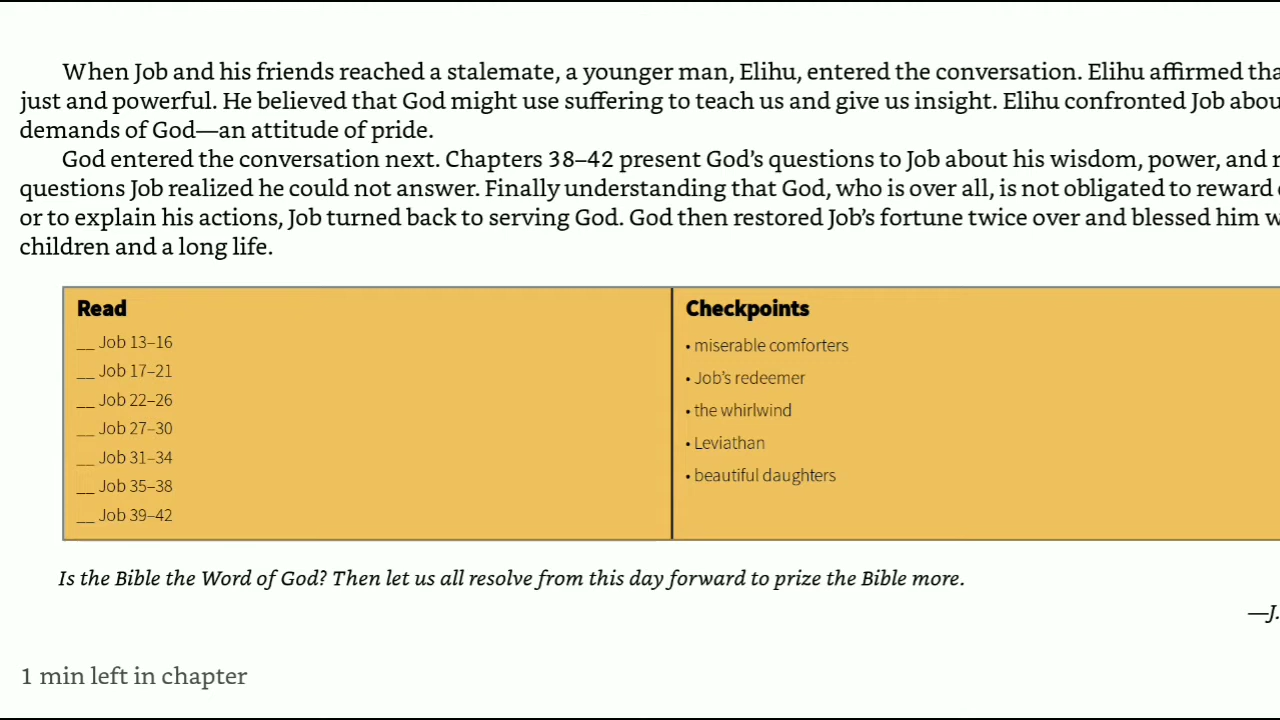 When Job and his friends reached a stalemate, a younger man, Elihu, entered the conversation. Elihu affirmed
just and powerful. He believed that God might use suffering to teach us and give us insight. Elihu confronted Job
demands of God—an attitude of pride.
God entered the conversation next. Chapters 38–42 present God's questions to Job about his wisdom, power, and
questions Job realized he could not answer. Finally understanding that God, who is over all, is not obligated to reward
or to explain his actions, Job turned back to serving God. God then restored Job's fortune twice over and blessed him
children and a long life.
Read
__ Job 13–16
__ Job 17–21
__ Job 22–26
__ Job 27–30
__ Job 31–34
__ Job 35–38
__ Job 39–42
Checkpoints
• miserable comforters
• Job's redeemer
• the whirlwind
• Leviathan
• beautiful daughters
Is the Bible the Word of God? Then let us all resolve from this day forward to prize the Bible more.
—J.
1 min left in chapter